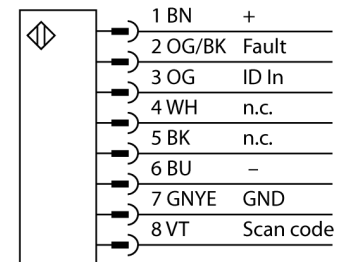 1 BN +
2 OG/BK Fault
3 OG ID In
4 WH n.c.
5 BK n.c.
6 BU –
7 GNYE GND
8 VT Scan code